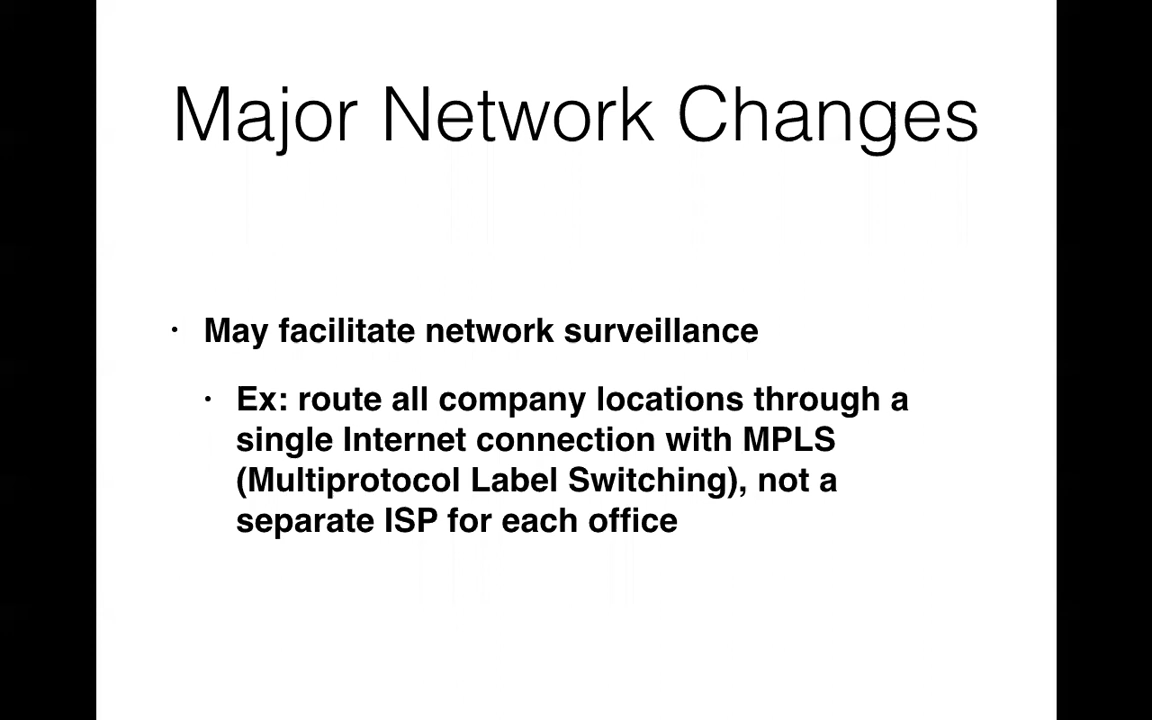 Major Network Changes
• May facilitate network surveillance
• Ex: route all company locations through a
single Internet connection with MPLS
(Multiprotocol Label Switching), not a
separate ISP for each office